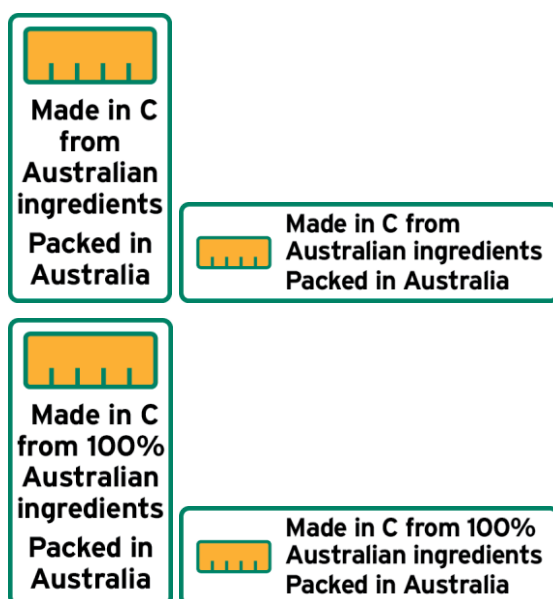 Made in C
from
Australian
ingredients
Packed in
Australia
Made in C from
Australian ingredients
Packed in Australia
Made in C
from 100%
Australian
ingredients
Packed in
Australia
Made in C from 100%
Australian ingredients
Packed in Australia